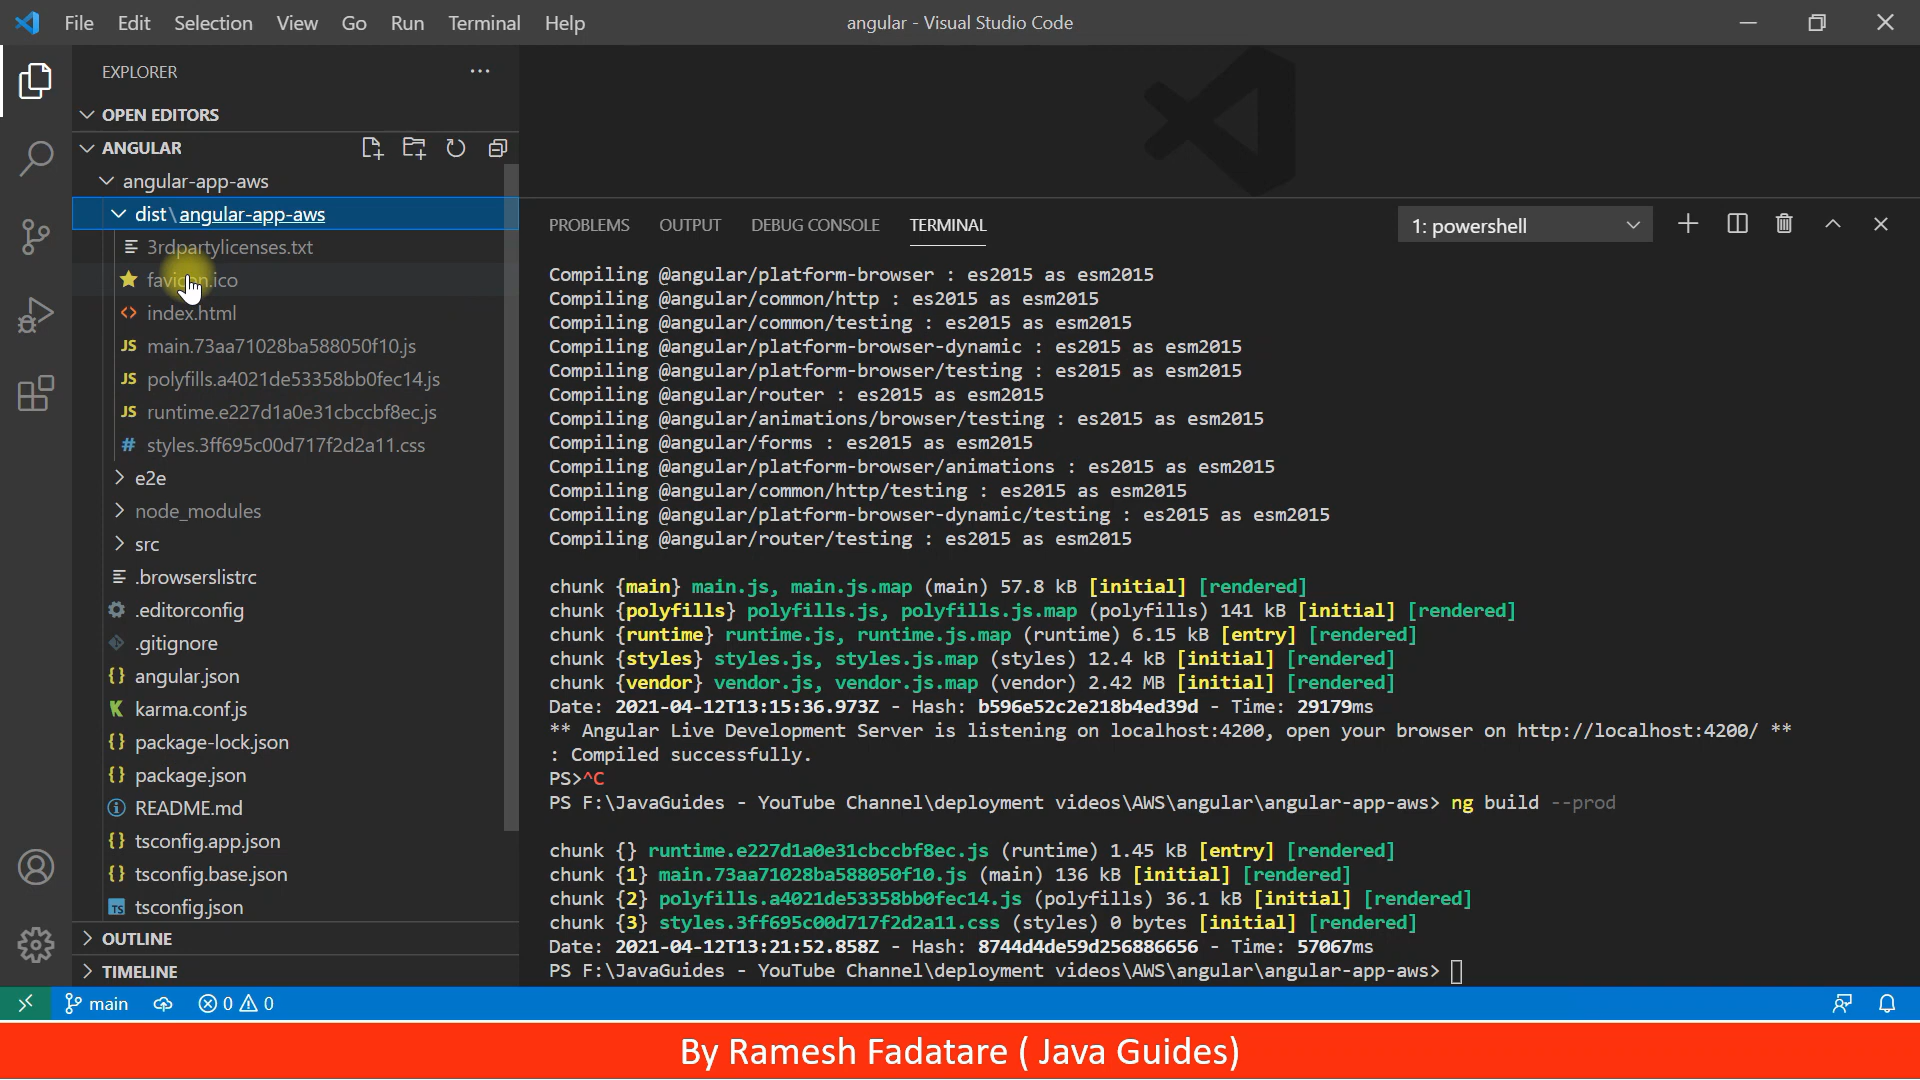 File Edit Selection View Go Run Terminal Help
angular - Visual Studio Code
EXPLORER
OPEN EDITORS
ANGULAR
angular-app-aws
dist\angular-app-aws
3rdpartylicenses.txt
favicon.ico
index.html
main.73aa71028ba588050f10.js
polyfills.a4021de53358bb0fec14.js
runtime.e227d1a0e31cbccbf8ec.js
styles.3ff695c00d717f2d2a11.css
e2e
node_modules
src
.browserslistrc
.editorconfig
.gitignore
angular.json
karma.conf.js
package-lock.json
package.json
README.md
tsconfig.app.json
tsconfig.base.json
tsconfig.json
OUTLINE
TIMELINE
PROBLEMS OUTPUT DEBUG CONSOLE TERMINAL
1: powershell
Compiling @angular/platform-browser : es2015 as esm2015
Compiling @angular/common/http : es2015 as esm2015
Compiling @angular/common/testing : es2015 as esm2015
Compiling @angular/platform-browser-dynamic : es2015 as esm2015
Compiling @angular/platform-browser/testing : es2015 as esm2015
Compiling @angular/router : es2015 as esm2015
Compiling @angular/animations/browser/testing : es2015 as esm2015
Compiling @angular/forms : es2015 as esm2015
Compiling @angular/platform-browser/animations : es2015 as esm2015
Compiling @angular/common/http/testing : es2015 as esm2015
Compiling @angular/platform-browser-dynamic/testing : es2015 as esm2015
Compiling @angular/router/testing : es2015 as esm2015
chunk {main} main.js, main.js.map (main) 57.8 kB [initial] [rendered]
chunk {polyfills} polyfills.js, polyfills.js.map (polyfills) 141 kB [initial] [rendered]
chunk {runtime} runtime.js, runtime.js.map (runtime) 6.15 kB [entry] [rendered]
chunk {styles} styles.js, styles.js.map (styles) 12.4 kB [initial] [rendered]
chunk {vendor} vendor.js, vendor.js.map (vendor) 2.42 MB [initial] [rendered]
Date: 2021-04-12T13:15:36.973Z - Hash: b596e52c2e218b4ed39d - Time: 29179ms
** Angular Live Development Server is listening on localhost:4200, open your browser on http://localhost:4200/ **
: Compiled successfully.
PS>^C
PS F:\JavaGuides - YouTube Channel\deployment videos\AWS\angular\angular-app-aws> ng build --prod
chunk {} runtime.e227d1a0e31cbccbf8ec.js (runtime) 1.45 kB [entry] [rendered]
chunk {1} main.73aa71028ba588050f10.js (main) 136 kB [initial] [rendered]
chunk {2} polyfills.a4021de53358bb0fec14.js (polyfills) 36.1 kB [initial] [rendered]
chunk {3} styles.3ff695c00d717f2d2a11.css (styles) 0 bytes [initial] [rendered]
Date: 2021-04-12T13:21:52.858Z - Hash: 8744d4de59d256886656 - Time: 57067ms
PS F:\JavaGuides - YouTube Channel\deployment videos\AWS\angular\angular-app-aws>
main 0 0
By Ramesh Fadatare ( Java Guides)